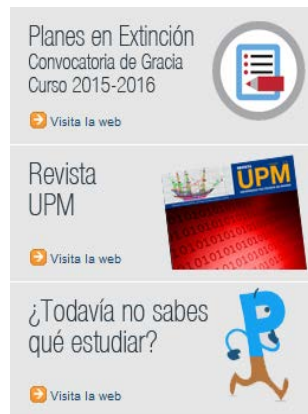 Planes en Extinción
Convocatoria de Gracia
Curso 2015-2016
Visita la web
Revista
UPM
UPM
Visita la web
¿Todavía no sabes
qué estudiar?
Visita la web